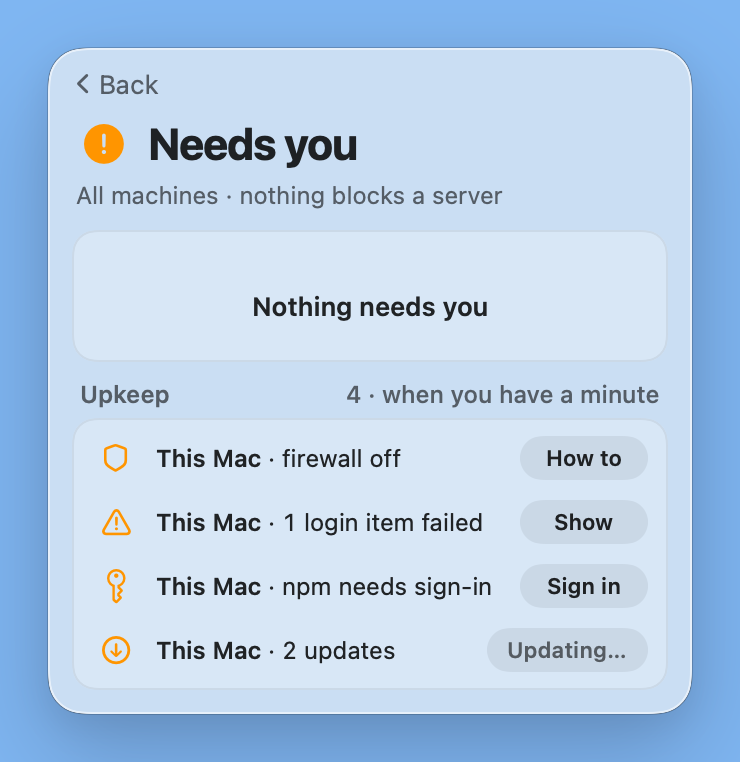 Back
Needs you
All machines · nothing blocks a server
Nothing needs you
Upkeep 4 · when you have a minute
This Mac · firewall off How to
This Mac · 1 login item failed Show
This Mac · npm needs sign-in Sign in
This Mac · 2 updates Updating...